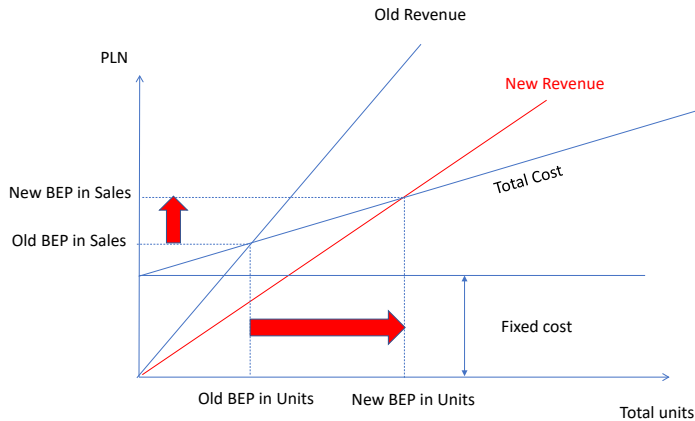 Old Revenue
PLN
New Revenue
Total Cost
New BEP in Sales
Old BEP in Sales
Fixed cost
Old BEP in Units
New BEP in Units
Total units